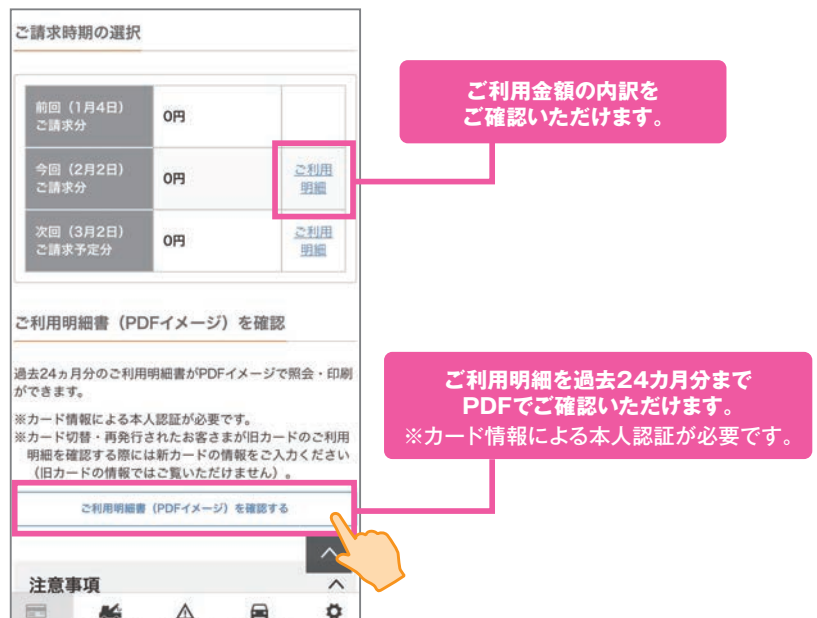 ご請求時期の選択
前回（1月4日）
ご請求分
0円
今回（2月2日）
ご請求分
0円
ご利用
明細
次回（3月2日）
ご請求予定分
0円
ご利用
明細
ご利用明細書（PDFイメージ）を確認
過去24ヵ月分のご利用明細書がPDFイメージで照会・印刷
ができます。
※カード情報による本人認証が必要です。
※カード切替・再発行されたお客さまが旧カードのご利用
明細を確認する際には新カードの情報をご入力ください
（旧カードの情報ではご覧いただけません）。
ご利用明細書（PDFイメージ）を確認する
注意事項
ご利用金額の内訳を
ご確認いただけます。
ご利用明細を過去24カ月分まで
PDFでご確認いただけます。
※カード情報による本人認証が必要です。